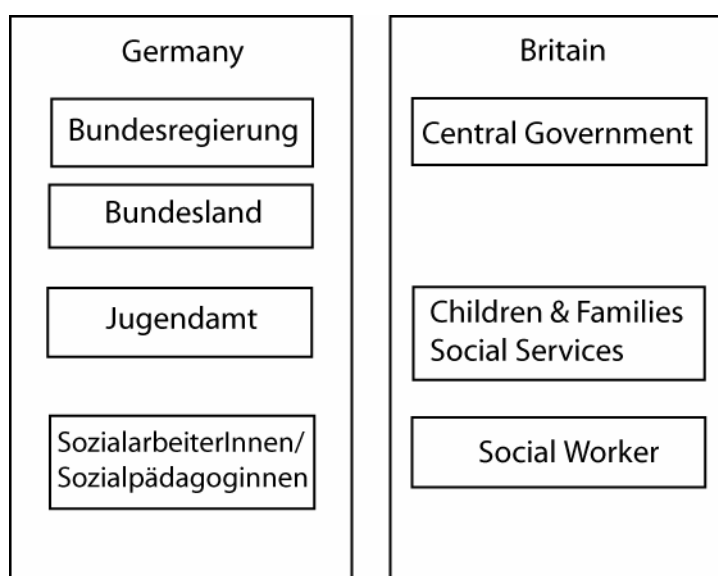 Germany
Bundesregierung
Bundesland
Jugendamt
SozialarbeiterInnen/
Sozialpädagoginnen
Britain
Central Government
Children & Families
Social Services
Social Worker